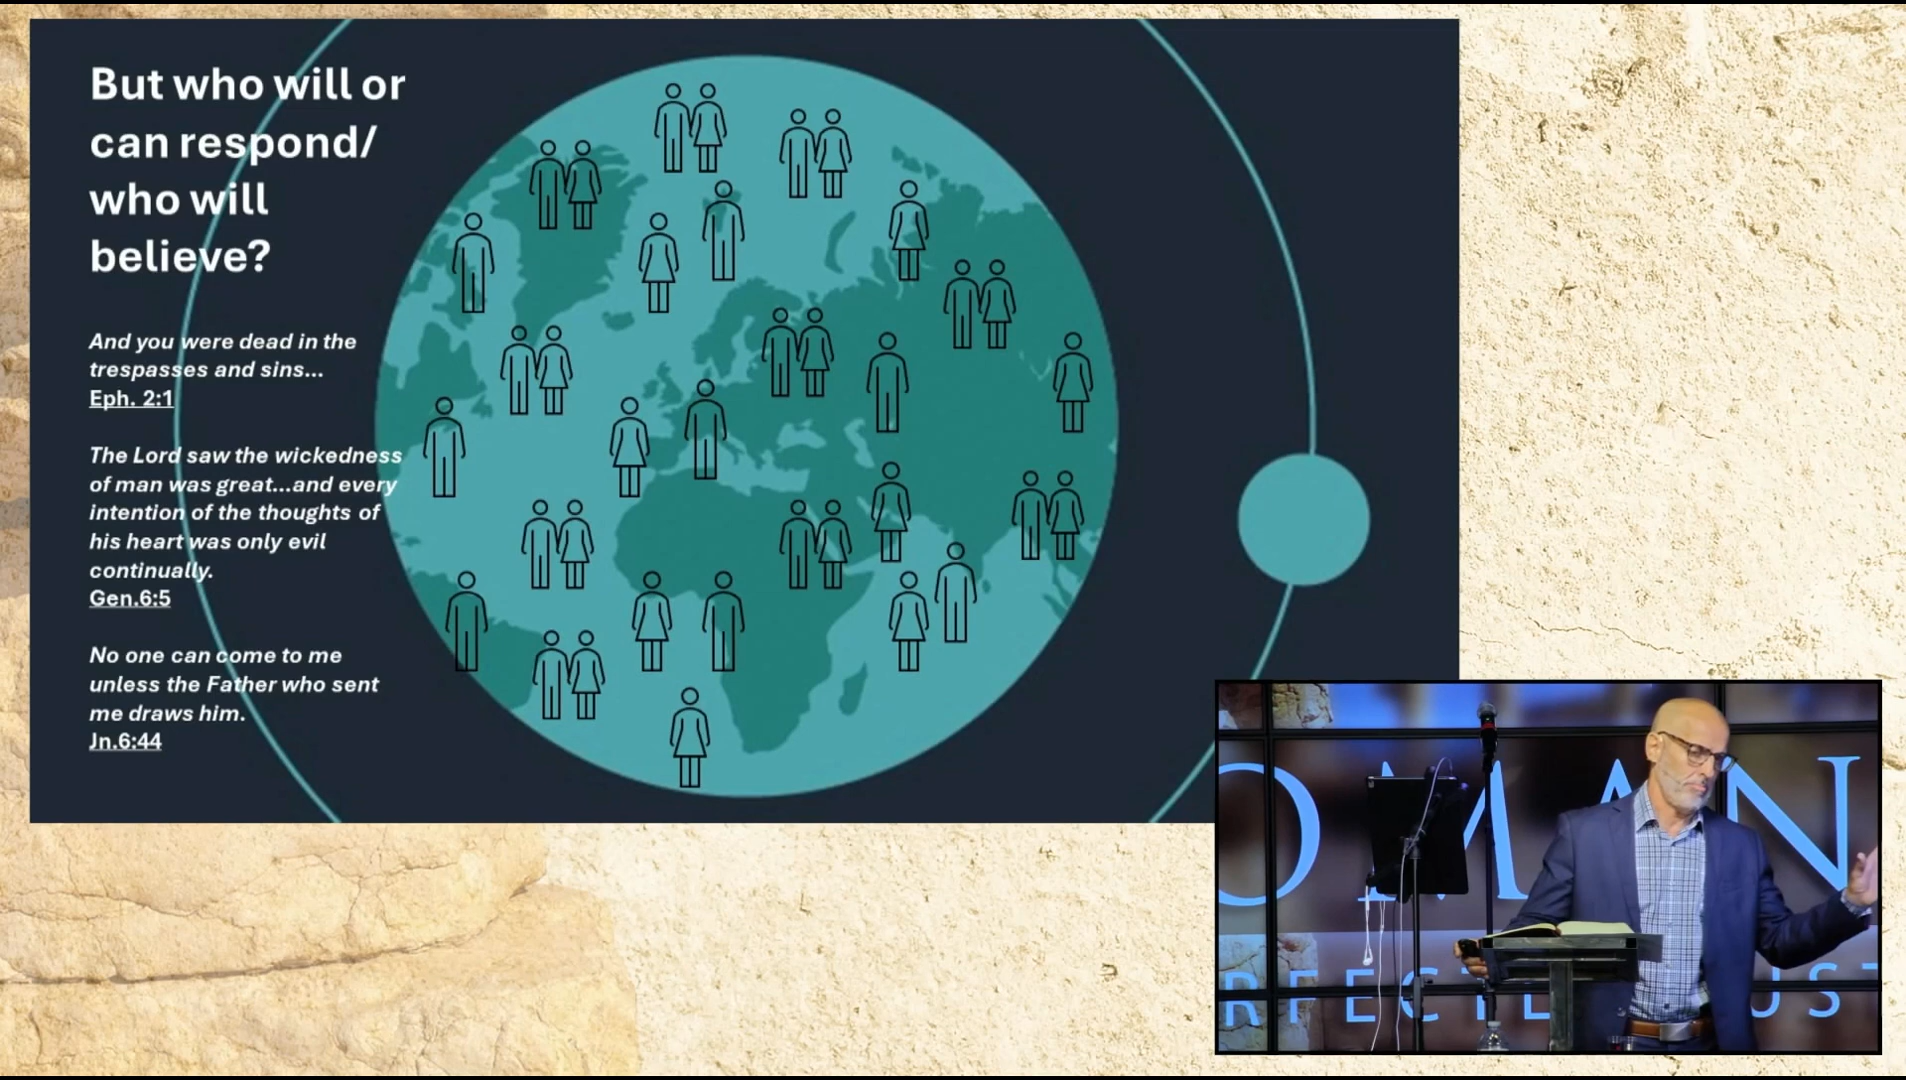 But who will or
can respond/
who will
believe?
And you were dead in the
trespasses and sins...
Eph. 2:1
The Lord saw the wickedness
of man was great...and every
intention of the thoughts of
his heart was only evil
continually.
Gen.6:5
No one can come to me
unless the Father who sent
me draws him.
Jn.6:44
OMAN
RFECTL UST